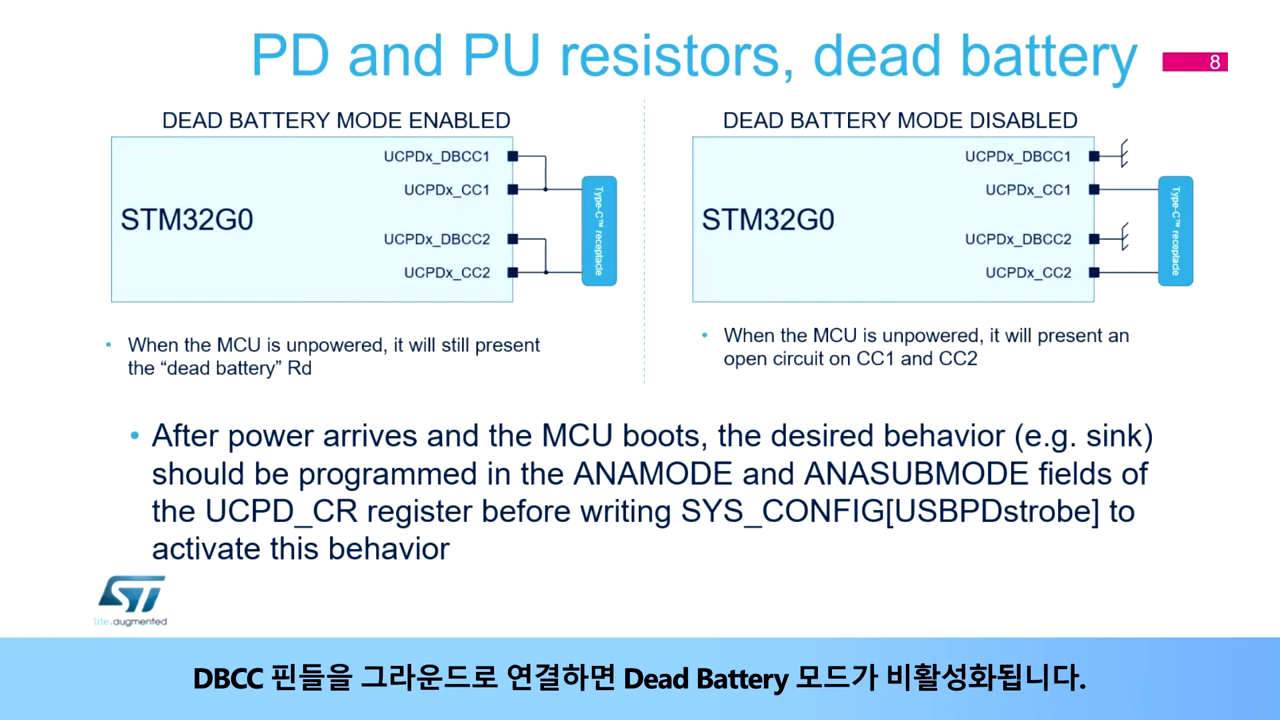 PD and PU resistors, dead battery
8
DEAD BATTERY MODE ENABLED
UCPDx_DBCC1
UCPDx_CC1
STM32G0
UCPDx_DBCC2
UCPDx_CC2
Type-C™ receptacle
• When the MCU is unpowered, it will still present
the “dead battery” Rd
DEAD BATTERY MODE DISABLED
UCPDx_DBCC1
UCPDx_CC1
STM32G0
UCPDx_DBCC2
UCPDx_CC2
Type-C™ receptacle
• When the MCU is unpowered, it will present an
open circuit on CC1 and CC2
• After power arrives and the MCU boots, the desired behavior (e.g. sink)
should be programmed in the ANAMODE and ANASUBMODE fields of
the UCPD_CR register before writing SYS_CONFIG[USBPDstrobe] to
activate this behavior
ST
life.augmented
DBCC 핀들을 그라운드로 연결하면 Dead Battery 모드가 비활성화됩니다.